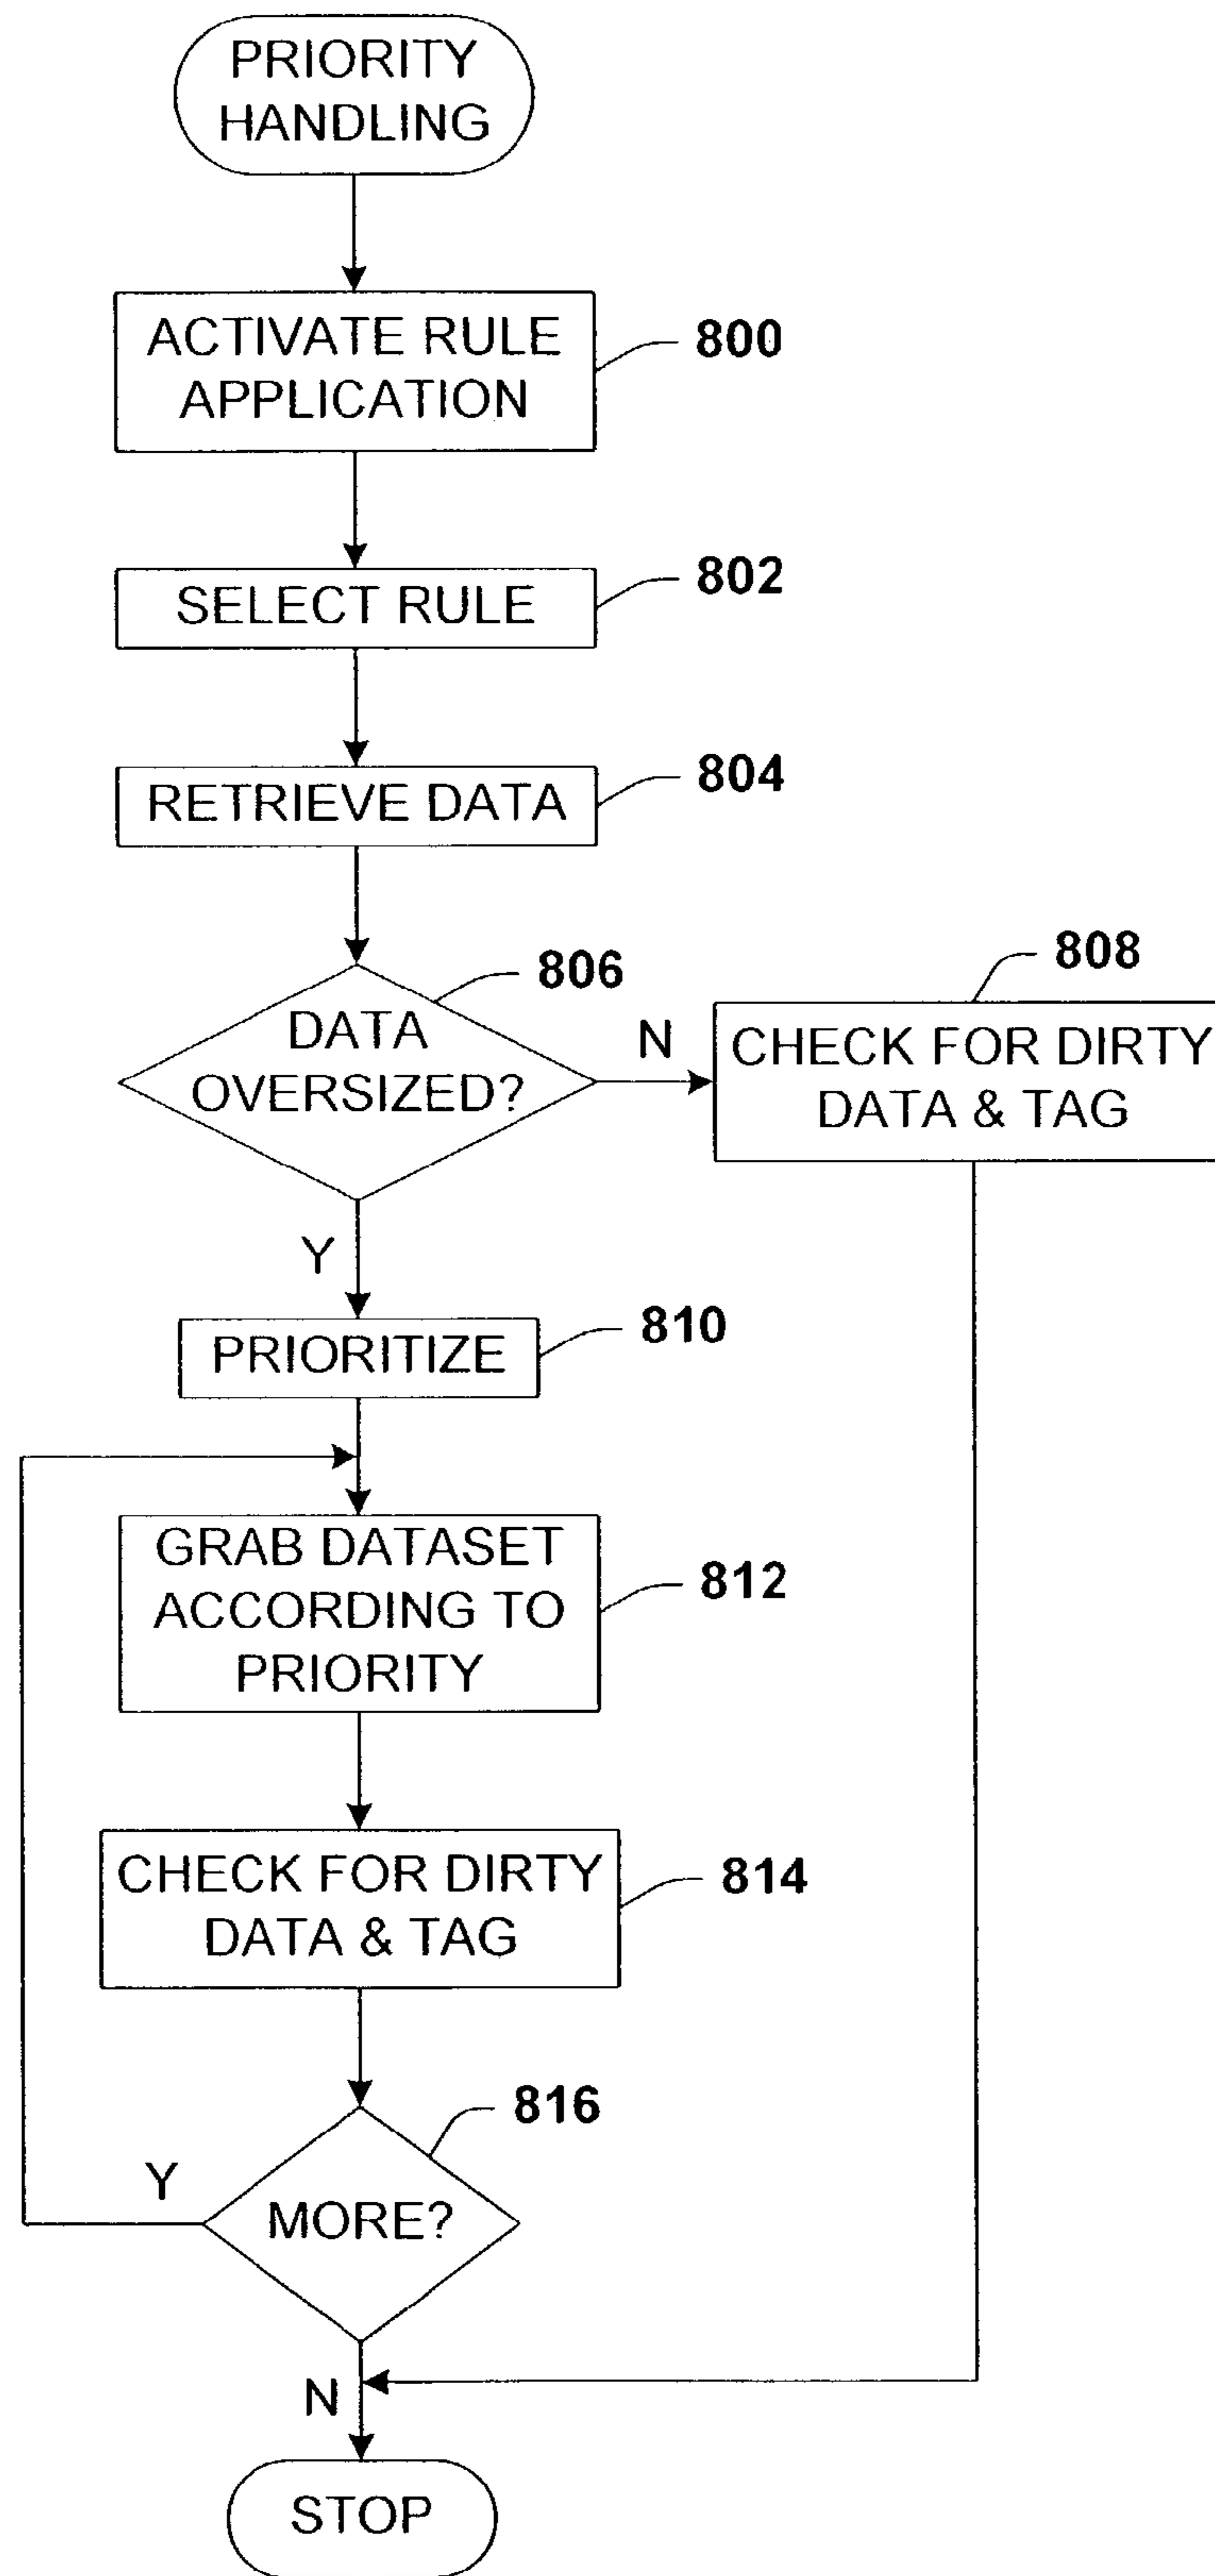 PRIORITY
HANDLING
ACTIVATE RULE
APPLICATION
800
SELECT RULE
802
RETRIEVE DATA
804
DATA
OVERSIZED?
806
N
CHECK FOR DIRTY
DATA & TAG
808
Y
PRIORITIZE
810
GRAB DATASET
ACCORDING TO
PRIORITY
812
CHECK FOR DIRTY
DATA & TAG
814
MORE?
816
Y
N
STOP